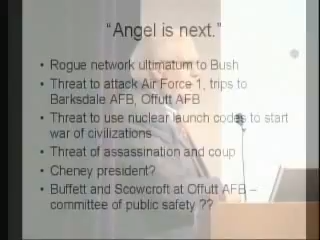 “Angel is next.”
• Rogue network ultimatum to Bush
• Threat to attack Air Force 1, trips to
Barksdale AFB, Offutt AFB
• Threat to use nuclear launch codes to start
war of civilizations
• Threat of assassination and coup
• Cheney president?
• Buffett and Scowcroft at Offutt AFB –
committee of public safety ??